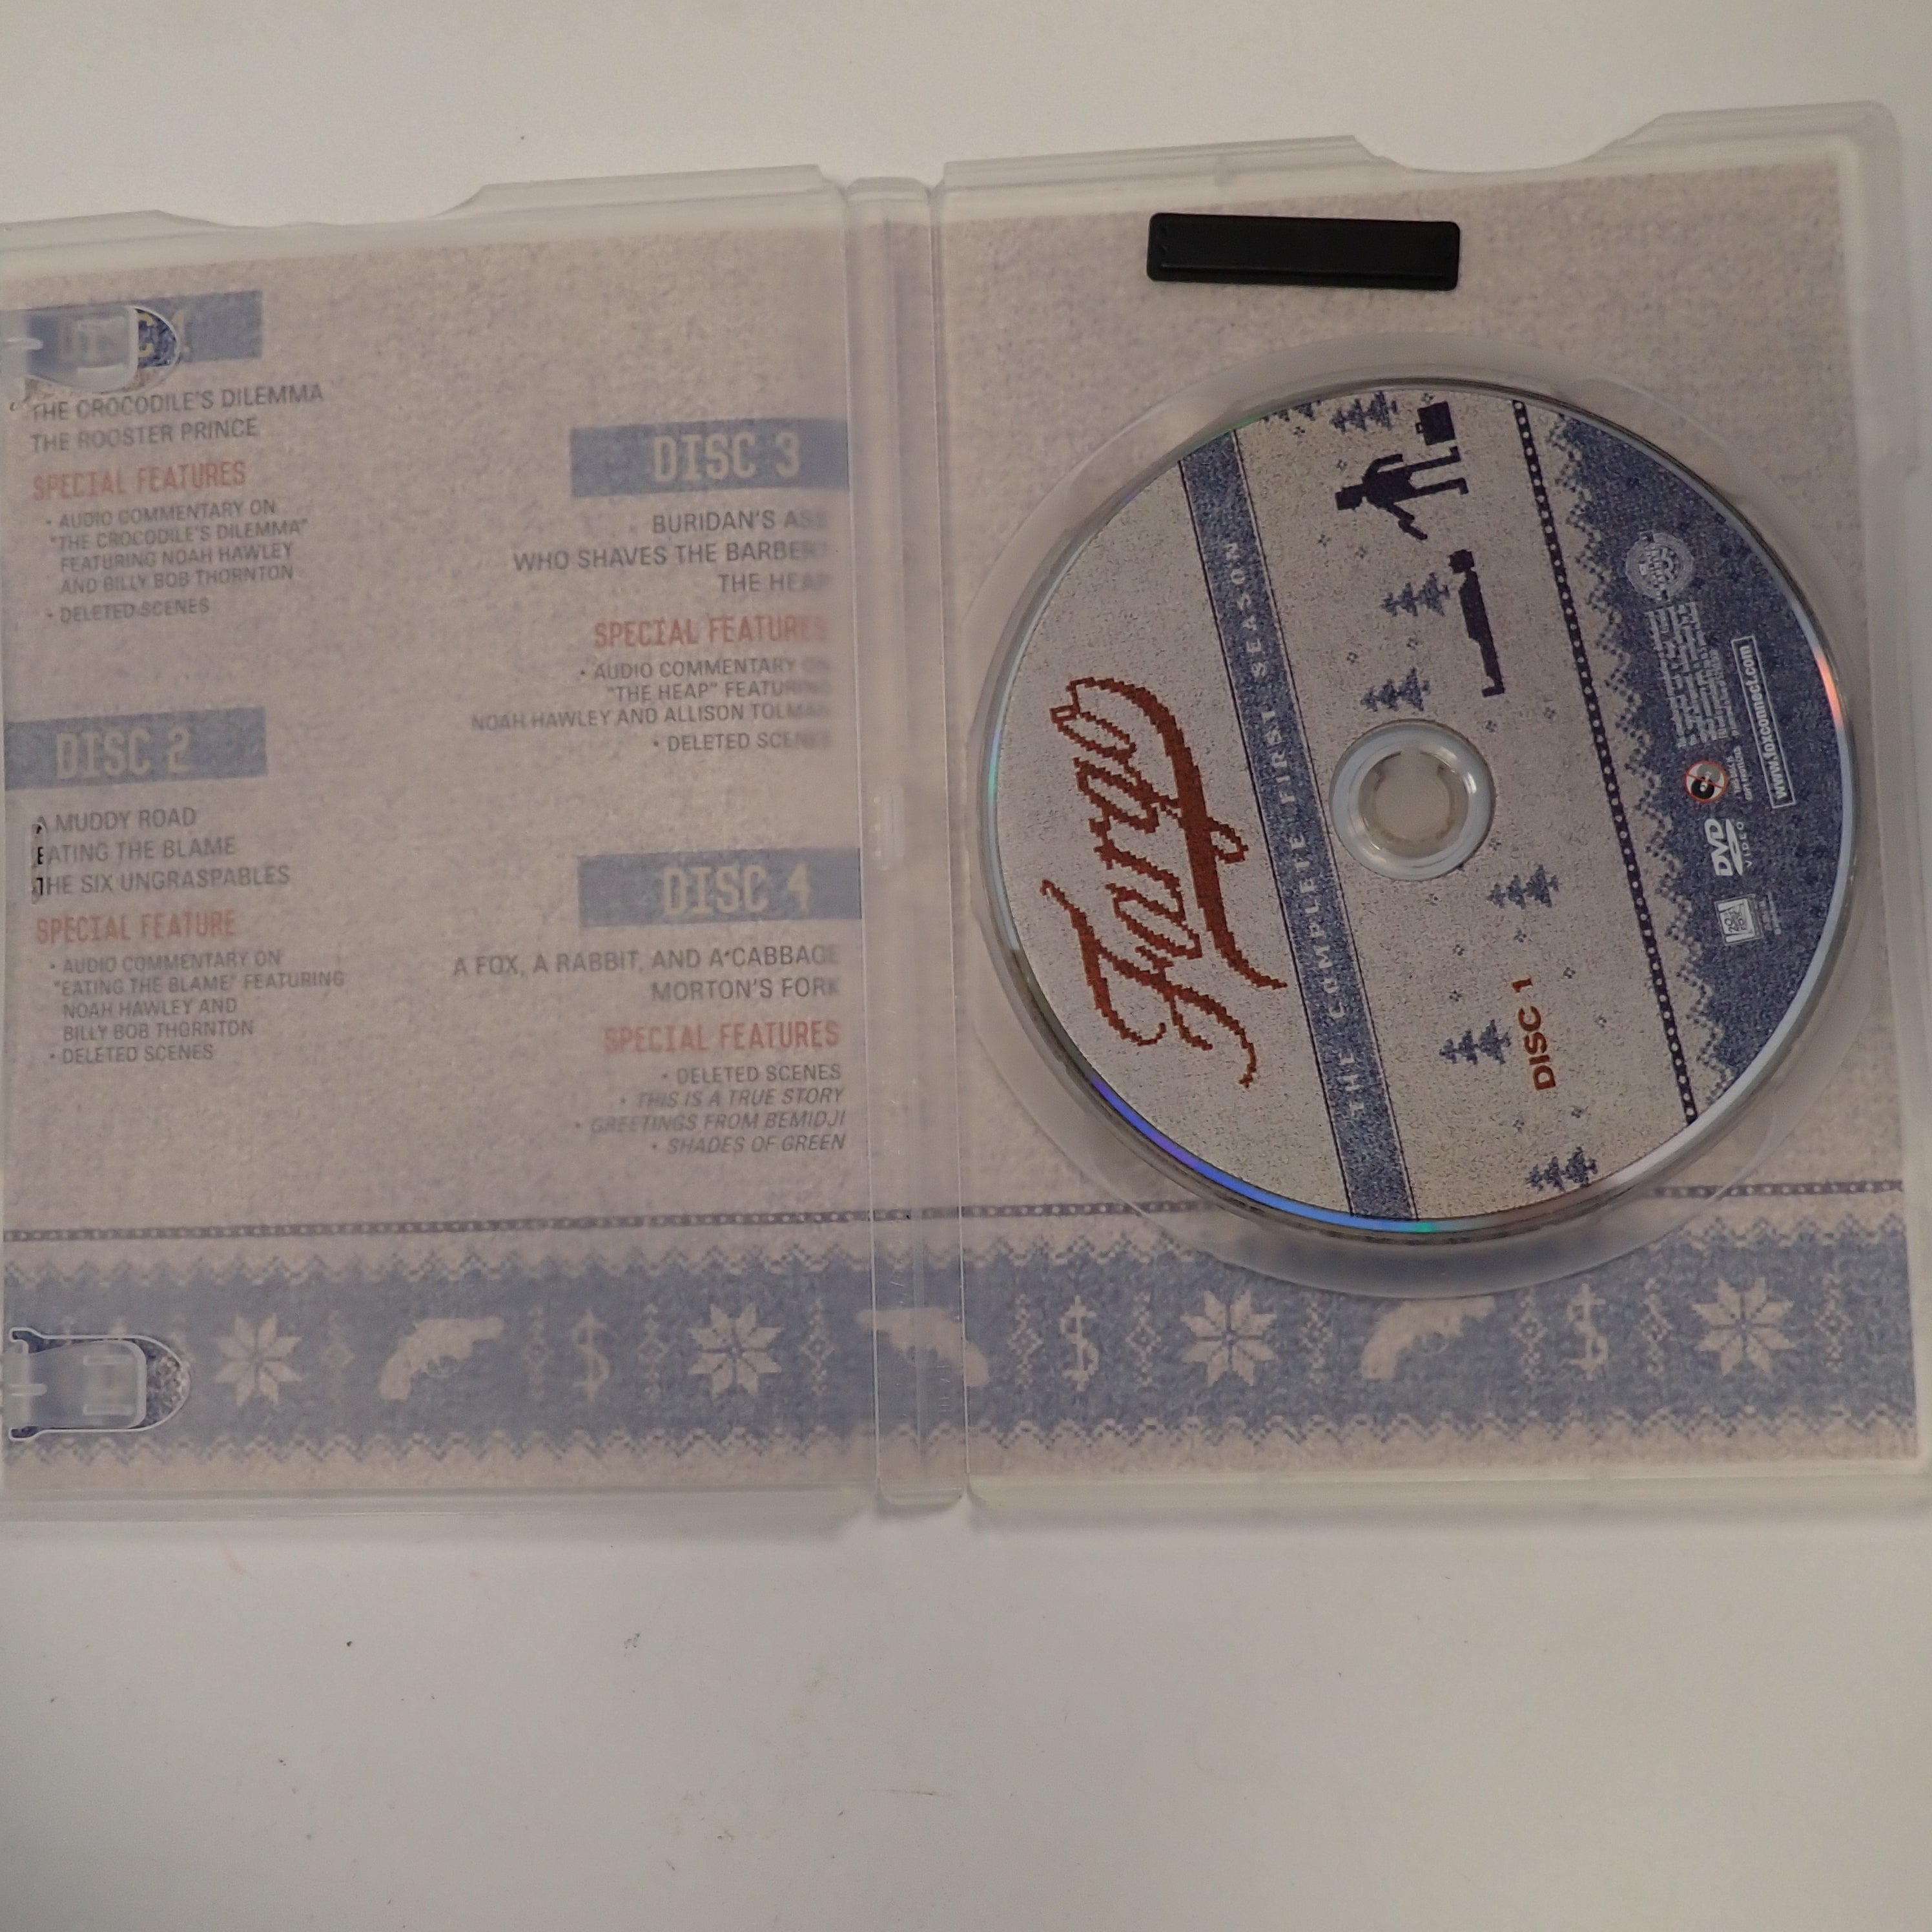 DISC 1
THE CROCODILE'S DILEMMA
THE ROOSTER PRINCE
SPECIAL FEATURES
• AUDIO COMMENTARY ON
"THE CROCODILE'S DILEMMA"
FEATURING NOAH HAWLEY
AND BILLY BOB THORNTON
• DELETED SCENES
DISC 2
A MUDDY ROAD
EATING THE BLAME
THE SIX UNGRASPABLES
SPECIAL FEATURE
• AUDIO COMMENTARY ON
"EATING THE BLAME" FEATURING
NOAH HAWLEY AND
BILLY BOB THORNTON
• DELETED SCENES
DISC 3
BURIDAN'S ASS
WHO SHAVES THE BARBER
THE HEAP
SPECIAL FEATURES
• AUDIO COMMENTARY ON
"THE HEAP" FEATURING
NOAH HAWLEY AND ALLISON TOLMAN
• DELETED SCENES
DISC 4
A FOX, A RABBIT, AND A CABBAGE
MORTON'S FORK
SPECIAL FEATURES
• DELETED SCENES
• THIS IS A TRUE STORY
• GREETINGS FROM BEMIDJI
• SHADES OF GREEN
Fargo
THE COMPLETE FIRST SEASON
DISC 1
DVD
VIDEO
www.foxconnect.com